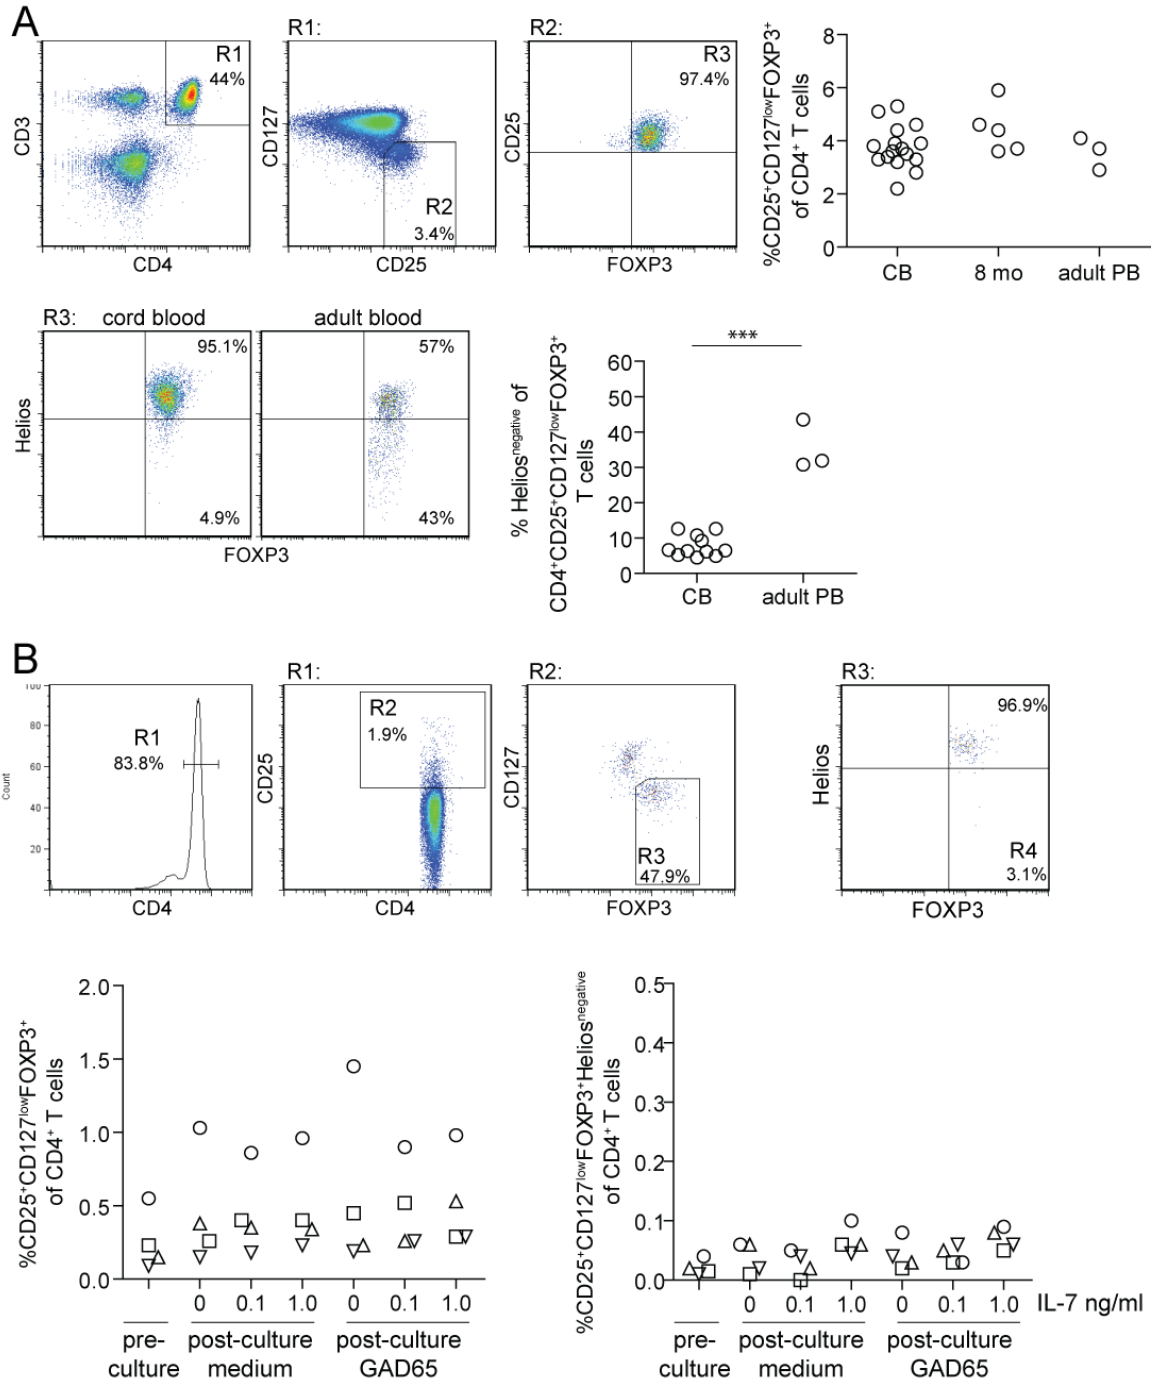 A
R1:
R2:
R1
44%
CD3
CD4
CD127
R2
3.4%
CD25
CD25
R3
97.4%
FOXP3
%CD25⁺CD127ˡᵒʷFOXP3⁺
of CD4⁺ T cells
8
6
4
2
0
CB
8 mo
adult PB
R3:
cord blood
adult blood
95.1%
57%
Helios
4.9%
43%
FOXP3
% Heliosⁿᵉᵍᵃᵗⁱᵛᵉ of
CD4⁺CD25⁺CD127ˡᵒʷFOXP3⁺
T cells
***
60
50
40
30
20
10
0
CB
adult PB
B
R1:
R2:
R3:
Count
100
80
60
40
20
R1
83.8%
CD4
CD25
R2
1.9%
CD4
CD127
R3
47.9%
FOXP3
Helios
96.9%
R4
3.1%
FOXP3
%CD25⁺CD127ˡᵒʷFOXP3⁺
of CD4⁺ T cells
2.0
1.5
1.0
0.5
0.0
0 0.1 1.0 0 0.1 1.0
pre-
culture
post-culture
medium
post-culture
GAD65
%CD25⁺CD127ˡᵒʷFOXP3⁺Heliosⁿᵉᵍᵃᵗⁱᵛᵉ
of CD4⁺ T cells
0.5
0.4
0.3
0.2
0.1
0.0
0 0.1 1.0 0 0.1 1.0 IL-7 ng/ml
pre-
culture
post-culture
medium
post-culture
GAD65